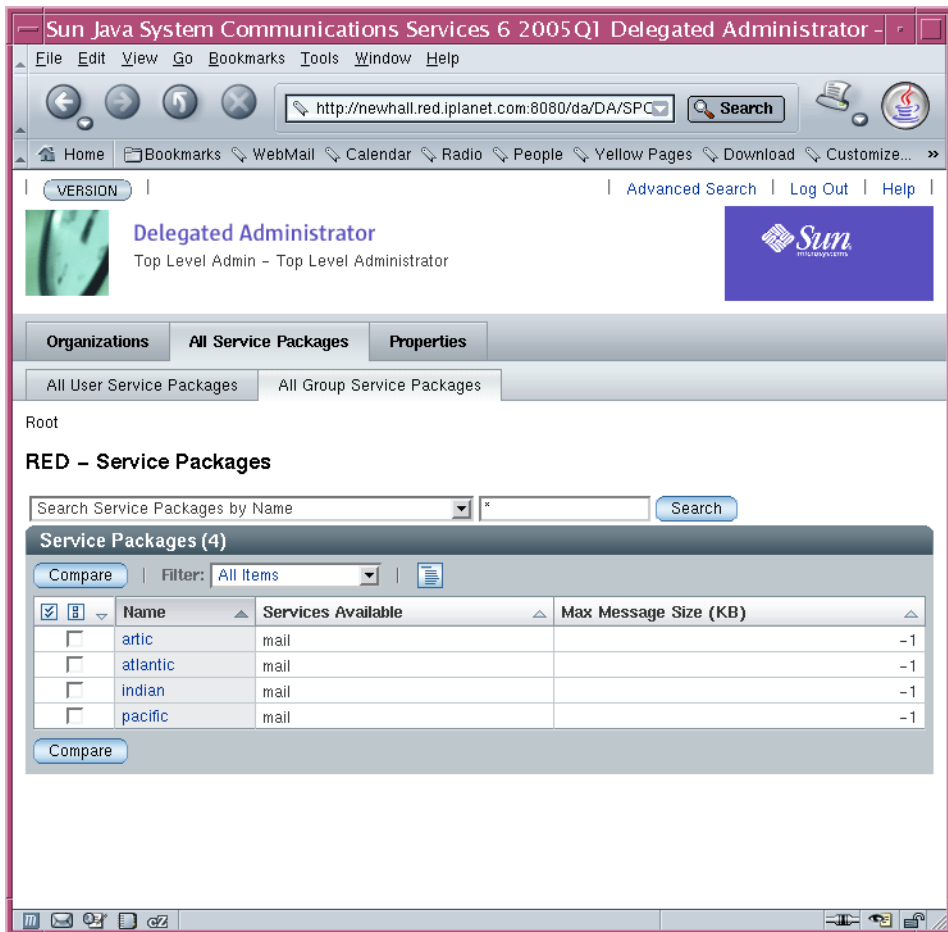 Sun Java System Communications Services 6 2005Q1 Delegated Administrator –
File Edit View Go Bookmarks Tools Window Help
http://newhall.red.iplanet.com:8080/da/DA/SPC Search
Home Bookmarks WebMail Calendar Radio People Yellow Pages Download Customize... »
VERSION | | Advanced Search | Log Out | Help |
Delegated Administrator
Top Level Admin – Top Level Administrator
Sun
microsystems
Organizations All Service Packages Properties
All User Service Packages All Group Service Packages
Root
RED – Service Packages
Search Service Packages by Name * Search
Service Packages (4)
Compare | Filter: All Items |
Name Services Available Max Message Size (KB)
artic mail –1
atlantic mail –1
indian mail –1
pacific mail –1
Compare